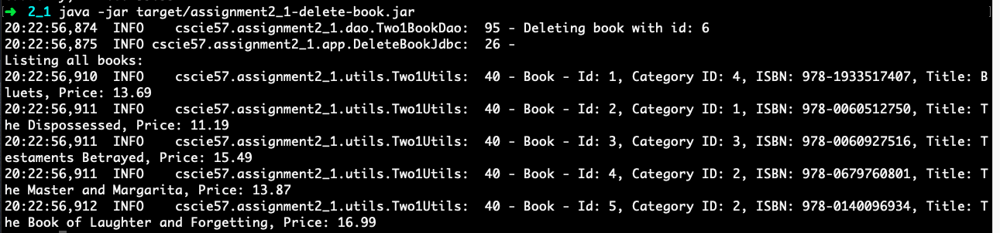 [➜  2_1 java -jar target/assignment2_1-delete-book.jar ]
20:22:56,874  INFO    cscie57.assignment2_1.dao.Two1BookDao:  95 - Deleting book with id: 6
20:22:56,875  INFO cscie57.assignment2_1.app.DeleteBookJdbc:  26 -
Listing all books:
20:22:56,910  INFO    cscie57.assignment2_1.utils.Two1Utils:  40 - Book - Id: 1, Category ID: 4, ISBN: 978-1933517407, Title: B
luets, Price: 13.69
20:22:56,911  INFO    cscie57.assignment2_1.utils.Two1Utils:  40 - Book - Id: 2, Category ID: 1, ISBN: 978-0060512750, Title: T
he Dispossessed, Price: 11.19
20:22:56,911  INFO    cscie57.assignment2_1.utils.Two1Utils:  40 - Book - Id: 3, Category ID: 3, ISBN: 978-0060927516, Title: T
estaments Betrayed, Price: 15.49
20:22:56,911  INFO    cscie57.assignment2_1.utils.Two1Utils:  40 - Book - Id: 4, Category ID: 2, ISBN: 978-0679760801, Title: T
he Master and Margarita, Price: 13.87
20:22:56,912  INFO    cscie57.assignment2_1.utils.Two1Utils:  40 - Book - Id: 5, Category ID: 2, ISBN: 978-0140096934, Title: T
he Book of Laughter and Forgetting, Price: 16.99